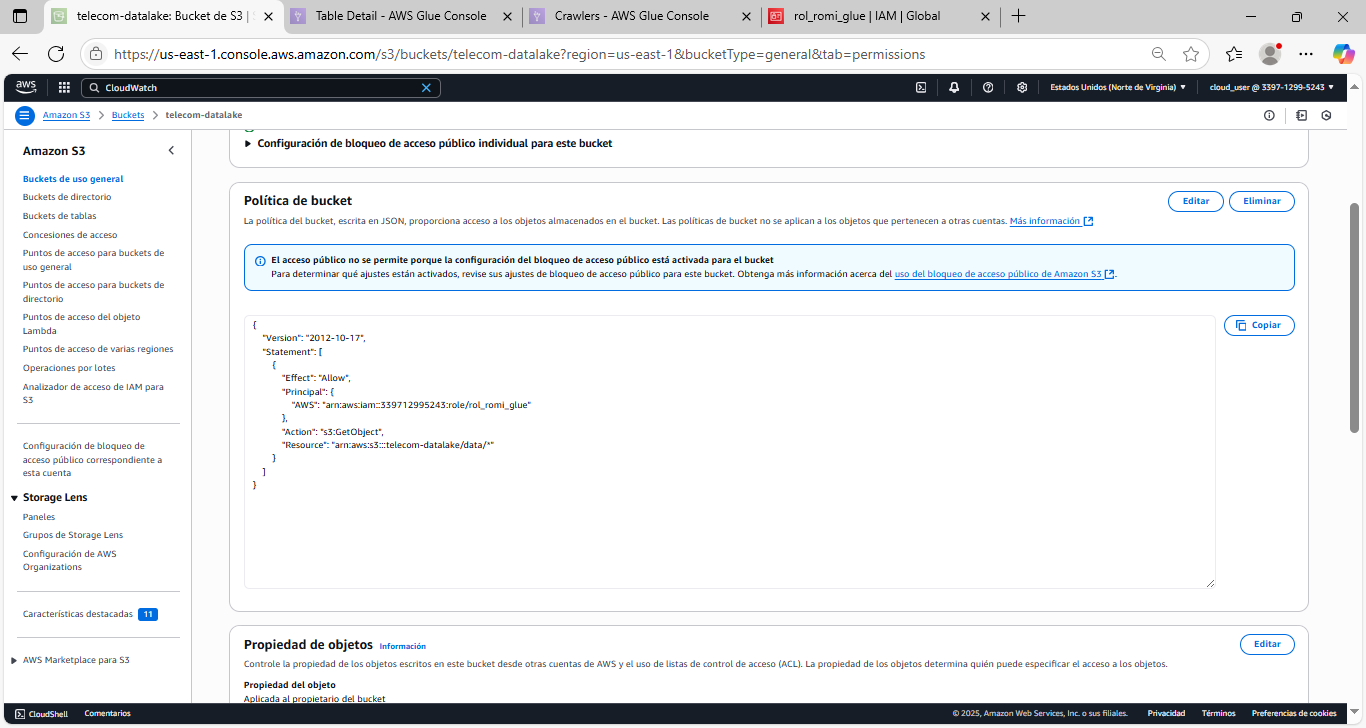 telecom-datalake: Bucket de S3 |
Table Detail - AWS Glue Console
Crawlers - AWS Glue Console
rol_romi_glue | IAM | Global
https://us-east-1.console.aws.amazon.com/s3/buckets/telecom-datalake?region=us-east-1&bucketType=general&tab=permissions
aws
CloudWatch
Estados Unidos (Norte de Virginia)
cloud_user @ 3397-1299-5243
Amazon S3
Buckets
telecom-datalake
Amazon S3
Buckets de uso general
Buckets de directorio
Buckets de tablas
Concesiones de acceso
Puntos de acceso para buckets de
uso general
Puntos de acceso para buckets de
directorio
Puntos de acceso del objeto
Lambda
Puntos de acceso de varias regiones
Operaciones por lotes
Analizador de acceso de IAM para
S3
Configuración de bloqueo de
acceso público correspondiente a
esta cuenta
Storage Lens
Paneles
Grupos de Storage Lens
Configuración de AWS
Organizations
Características destacadas 11
AWS Marketplace para S3
Configuración de bloqueo de acceso público individual para este bucket
Política de bucket
Editar
Eliminar
La política del bucket, escrita en JSON, proporciona acceso a los objetos almacenados en el bucket. Las políticas de bucket no se aplican a los objetos que pertenecen a otras cuentas. Más información
El acceso público no se permite porque la configuración del bloqueo de acceso público está activada para el bucket
Para determinar qué ajustes están activados, revise sus ajustes de bloqueo de acceso público para este bucket. Obtenga más información acerca del uso del bloqueo de acceso público de Amazon S3.
Copiar
{
"Version": "2012-10-17",
"Statement": [
{
"Effect": "Allow",
"Principal": {
"AWS": "arn:aws:iam::339712995243:role/rol_romi_glue"
},
"Action": "s3:GetObject",
"Resource": "arn:aws:s3:::telecom-datalake/data/*"
}
]
}
Propiedad de objetos Información
Editar
Controle la propiedad de los objetos escritos en este bucket desde otras cuentas de AWS y el uso de listas de control de acceso (ACL). La propiedad de los objetos determina quién puede especificar el acceso a los objetos.
Propiedad del objeto
Aplicada al propietario del bucket
CloudShell
Comentarios
© 2025, Amazon Web Services, Inc. o sus filiales.
Privacidad
Términos
Preferencias de cookies